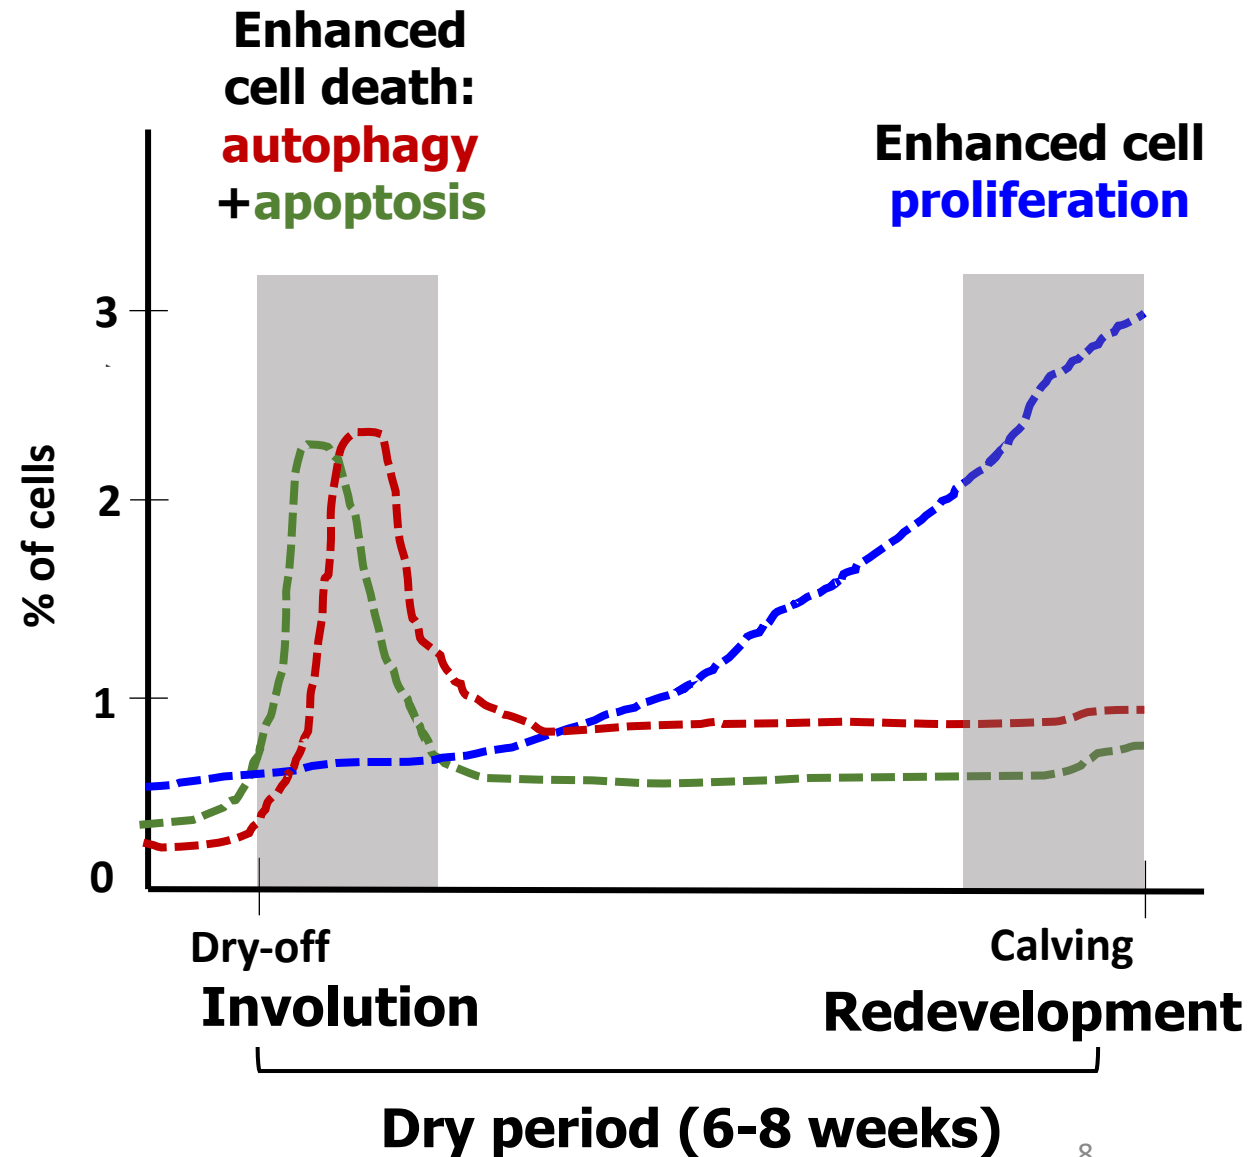 Enhanced
cell death:
autophagy
+apoptosis
Enhanced cell
proliferation
3
2
1
0
% of cells
Dry-off
Calving
Involution
Redevelopment
Dry period (6-8 weeks)
8